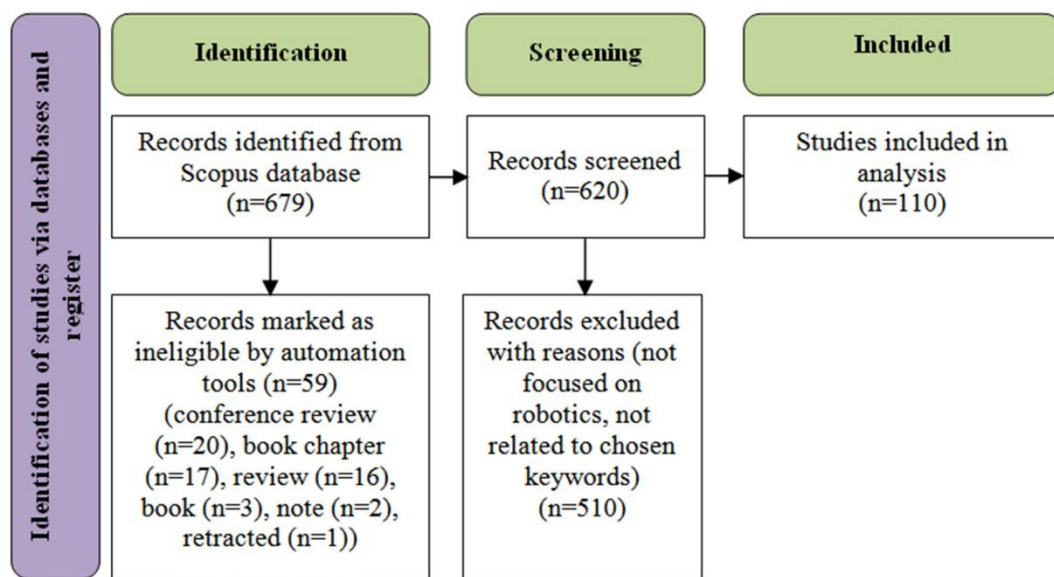 Identification of studies via databases and
register
Identification
Screening
Included
Records identified from
Scopus database
(n=679)
Records screened
(n=620)
Studies included in
analysis
(n=110)
Records marked as
ineligible by automation
tools (n=59)
(conference review
(n=20), book chapter
(n=17), review (n=16),
book (n=3), note (n=2),
retracted (n=1))
Records excluded
with reasons (not
focused on
robotics, not
related to chosen
keywords)
(n=510)